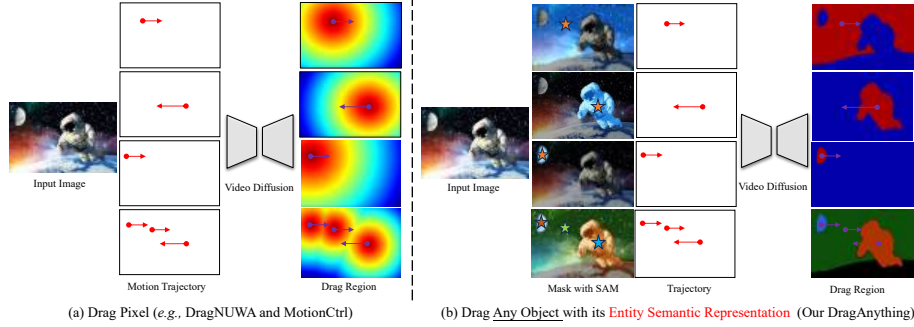 Input Image
Video Diffusion
Motion Trajectory
Drag Region
(a) Drag Pixel (e.g., DragNUWA and MotionCtrl)
Input Image
Video Diffusion
Mask with SAM
Trajectory
Drag Region
(b) Drag Any Object with its Entity Semantic Representation (Our DragAnything)